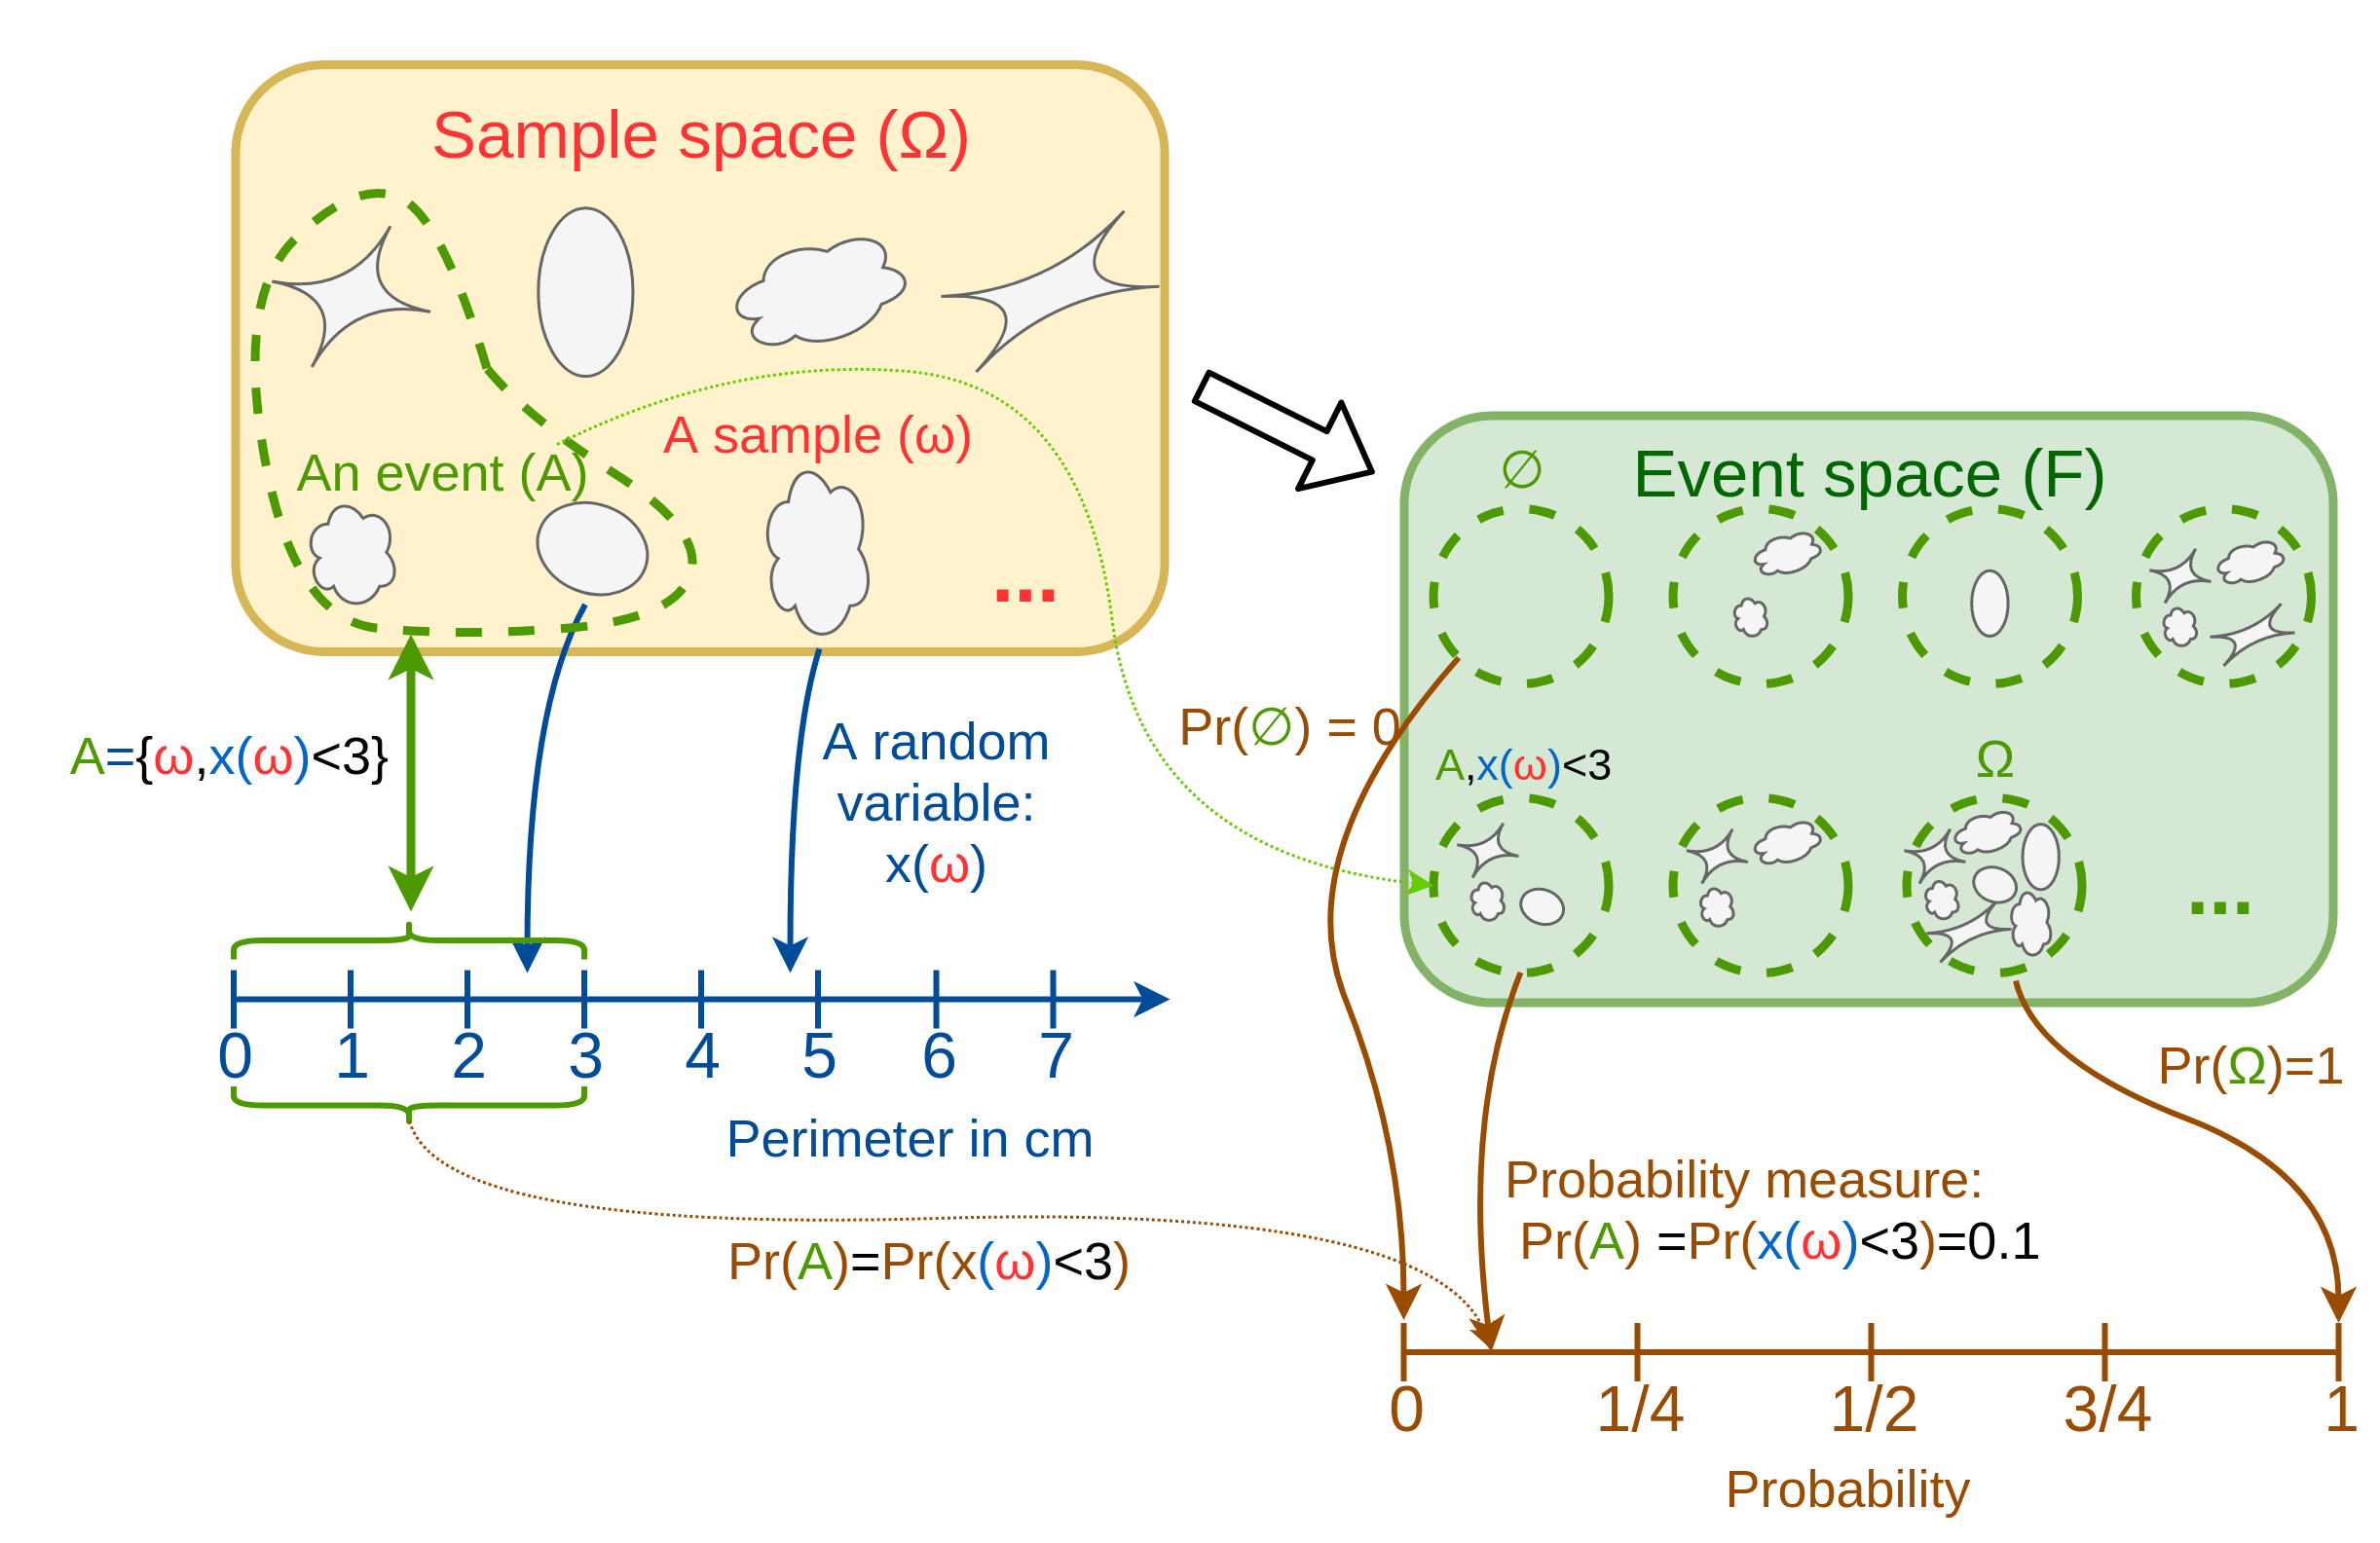 Sample space (Ω)
A sample (ω)
An event (A)
...
Event space (F)
∅
Pr(∅) = 0
A={ω,x(ω)<3}
A random
variable:
x(ω)
A,x(ω)<3
Ω
...
0 1 2 3 4 5 6 7
Perimeter in cm
Pr(Ω)=1
Probability measure:
Pr(A) =Pr(x(ω)<3)=0.1
Pr(A)=Pr(x(ω)<3)
0 1/4 1/2 3/4 1
Probability